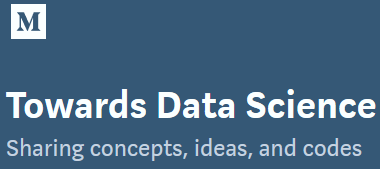 M
Towards Data Science
Sharing concepts, ideas, and codes